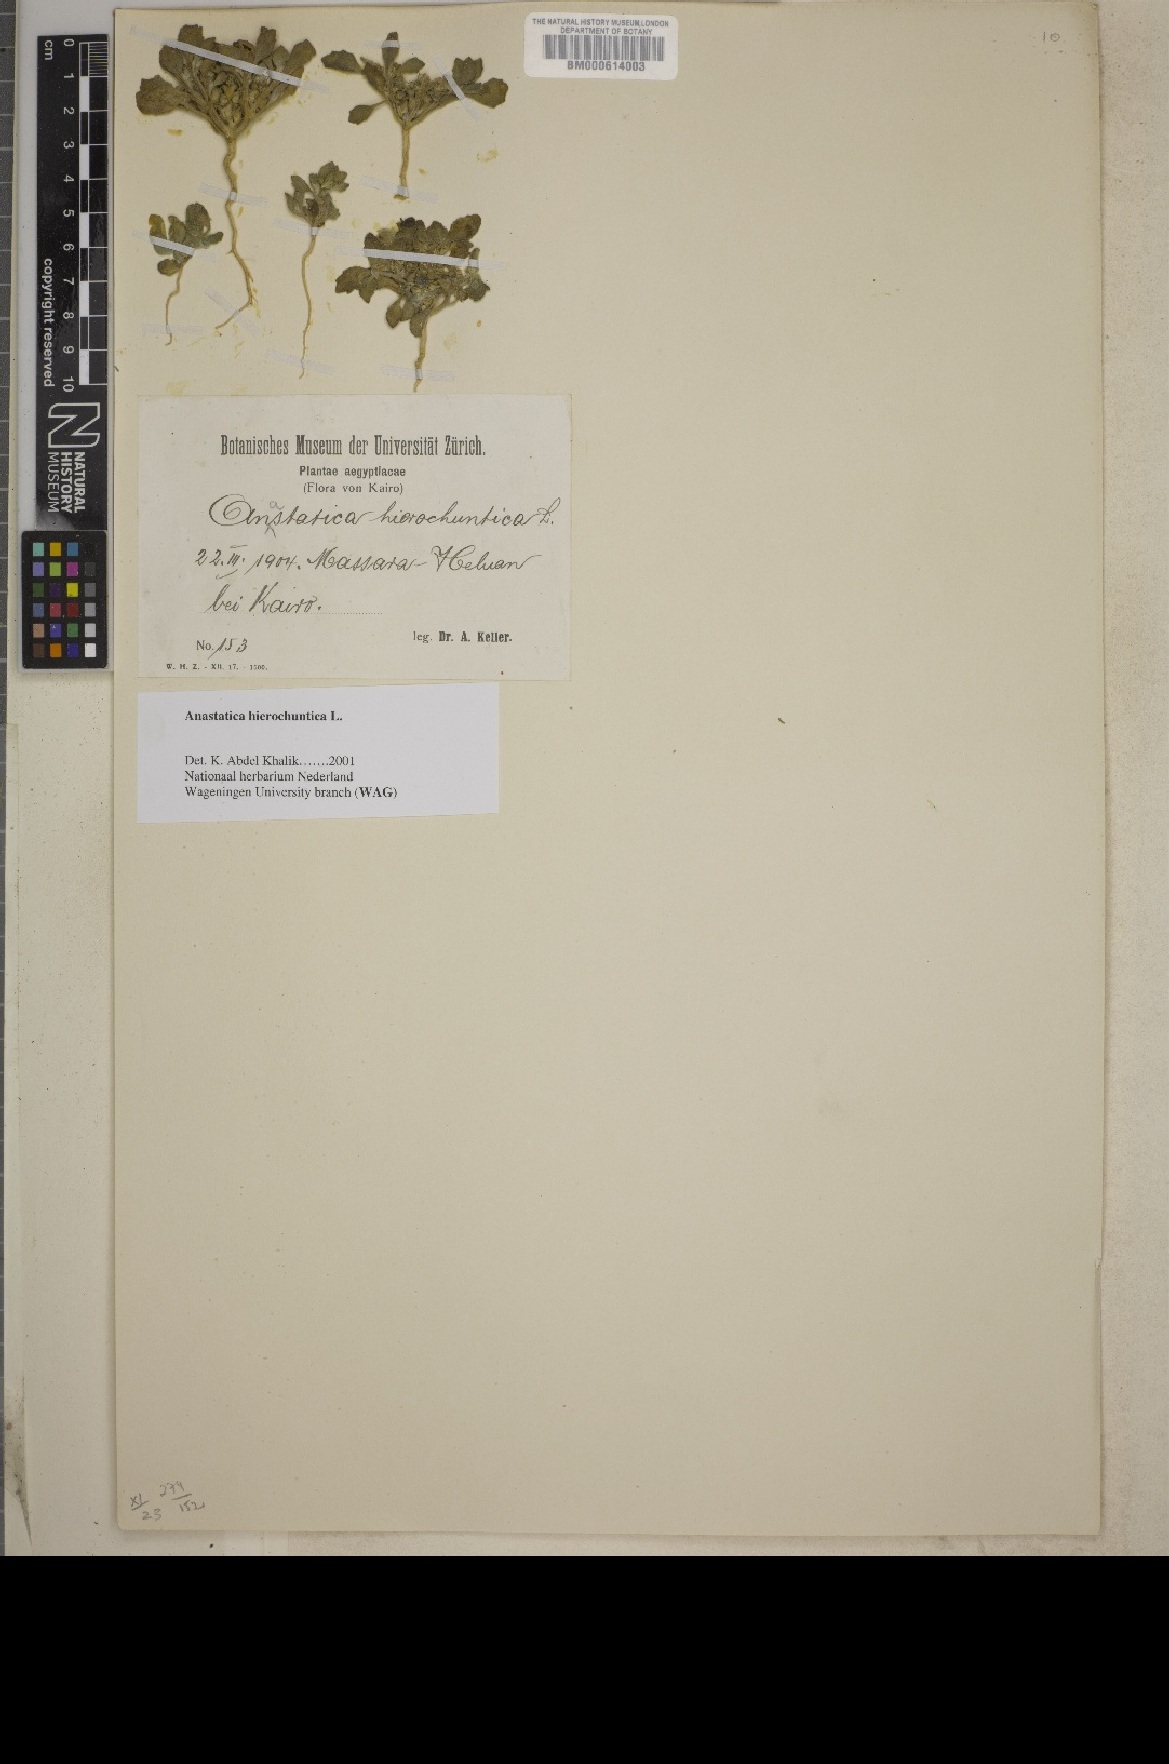 THE NATURAL HISTORY MUSEUM, LONDON
DEPARTMENT OF BOTANY
BM000614003
10
cm
0 1 2 3 4 5 6 7 8 9 10
copyright reserved
NATURAL
HISTORY
MUSEUM
Botanisches Museum der Universität Zürich.
Plantae aegyptiacae
(Flora von Kairo)
Anastatica hierochuntica L.
22. III. 1904. Massara - Heluan
bei Kairo.
No. 153
leg. Dr. A. Keller.
W. H. Z. - XII. 17. - 1500.
Anastatica hierochuntica L.
Det. K. Abdel Khalik.......2001
Nationaal herbarium Nederland
Wageningen University branch (WAG)
XI/23 274/152